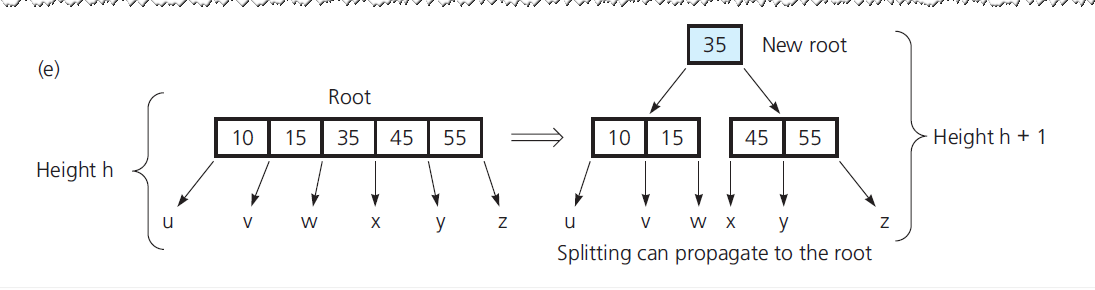 35 New root
(e)
Root
10 15 35 45 55
10 15
45 55
Height h + 1
Height h
u v w x y z
u v w x y z
Splitting can propagate to the root